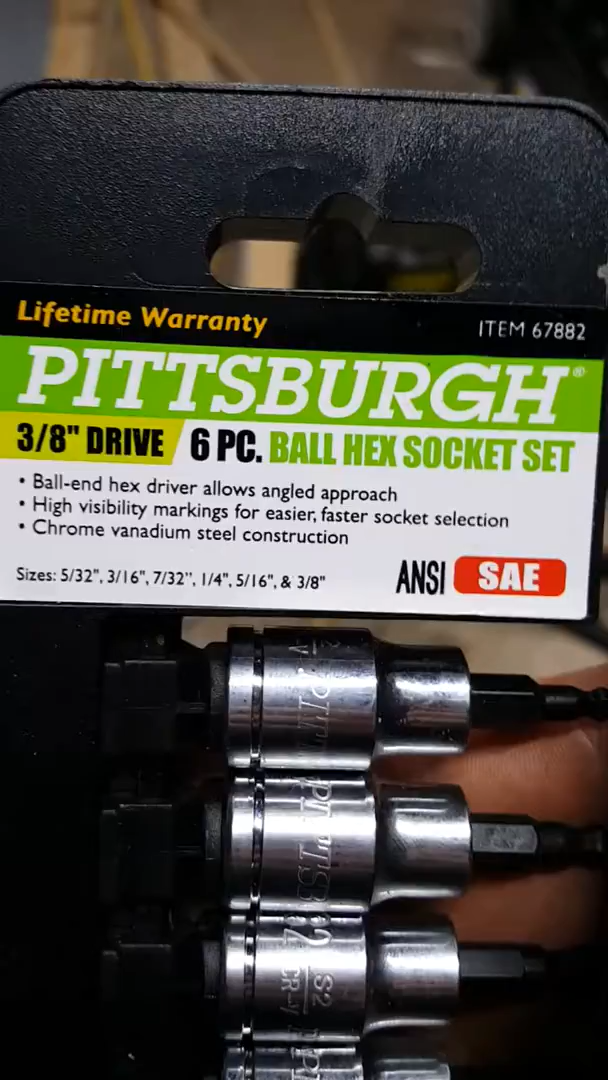 Lifetime Warranty
ITEM 67882
PITTSBURGH®
3/8" DRIVE 6 PC. BALL HEX SOCKET SET
• Ball-end hex driver allows angled approach
• High visibility markings for easier, faster socket selection
• Chrome vanadium steel construction
Sizes: 5/32", 3/16", 7/32", 1/4", 5/16", & 3/8"
ANSI SAE
S2
CR-V